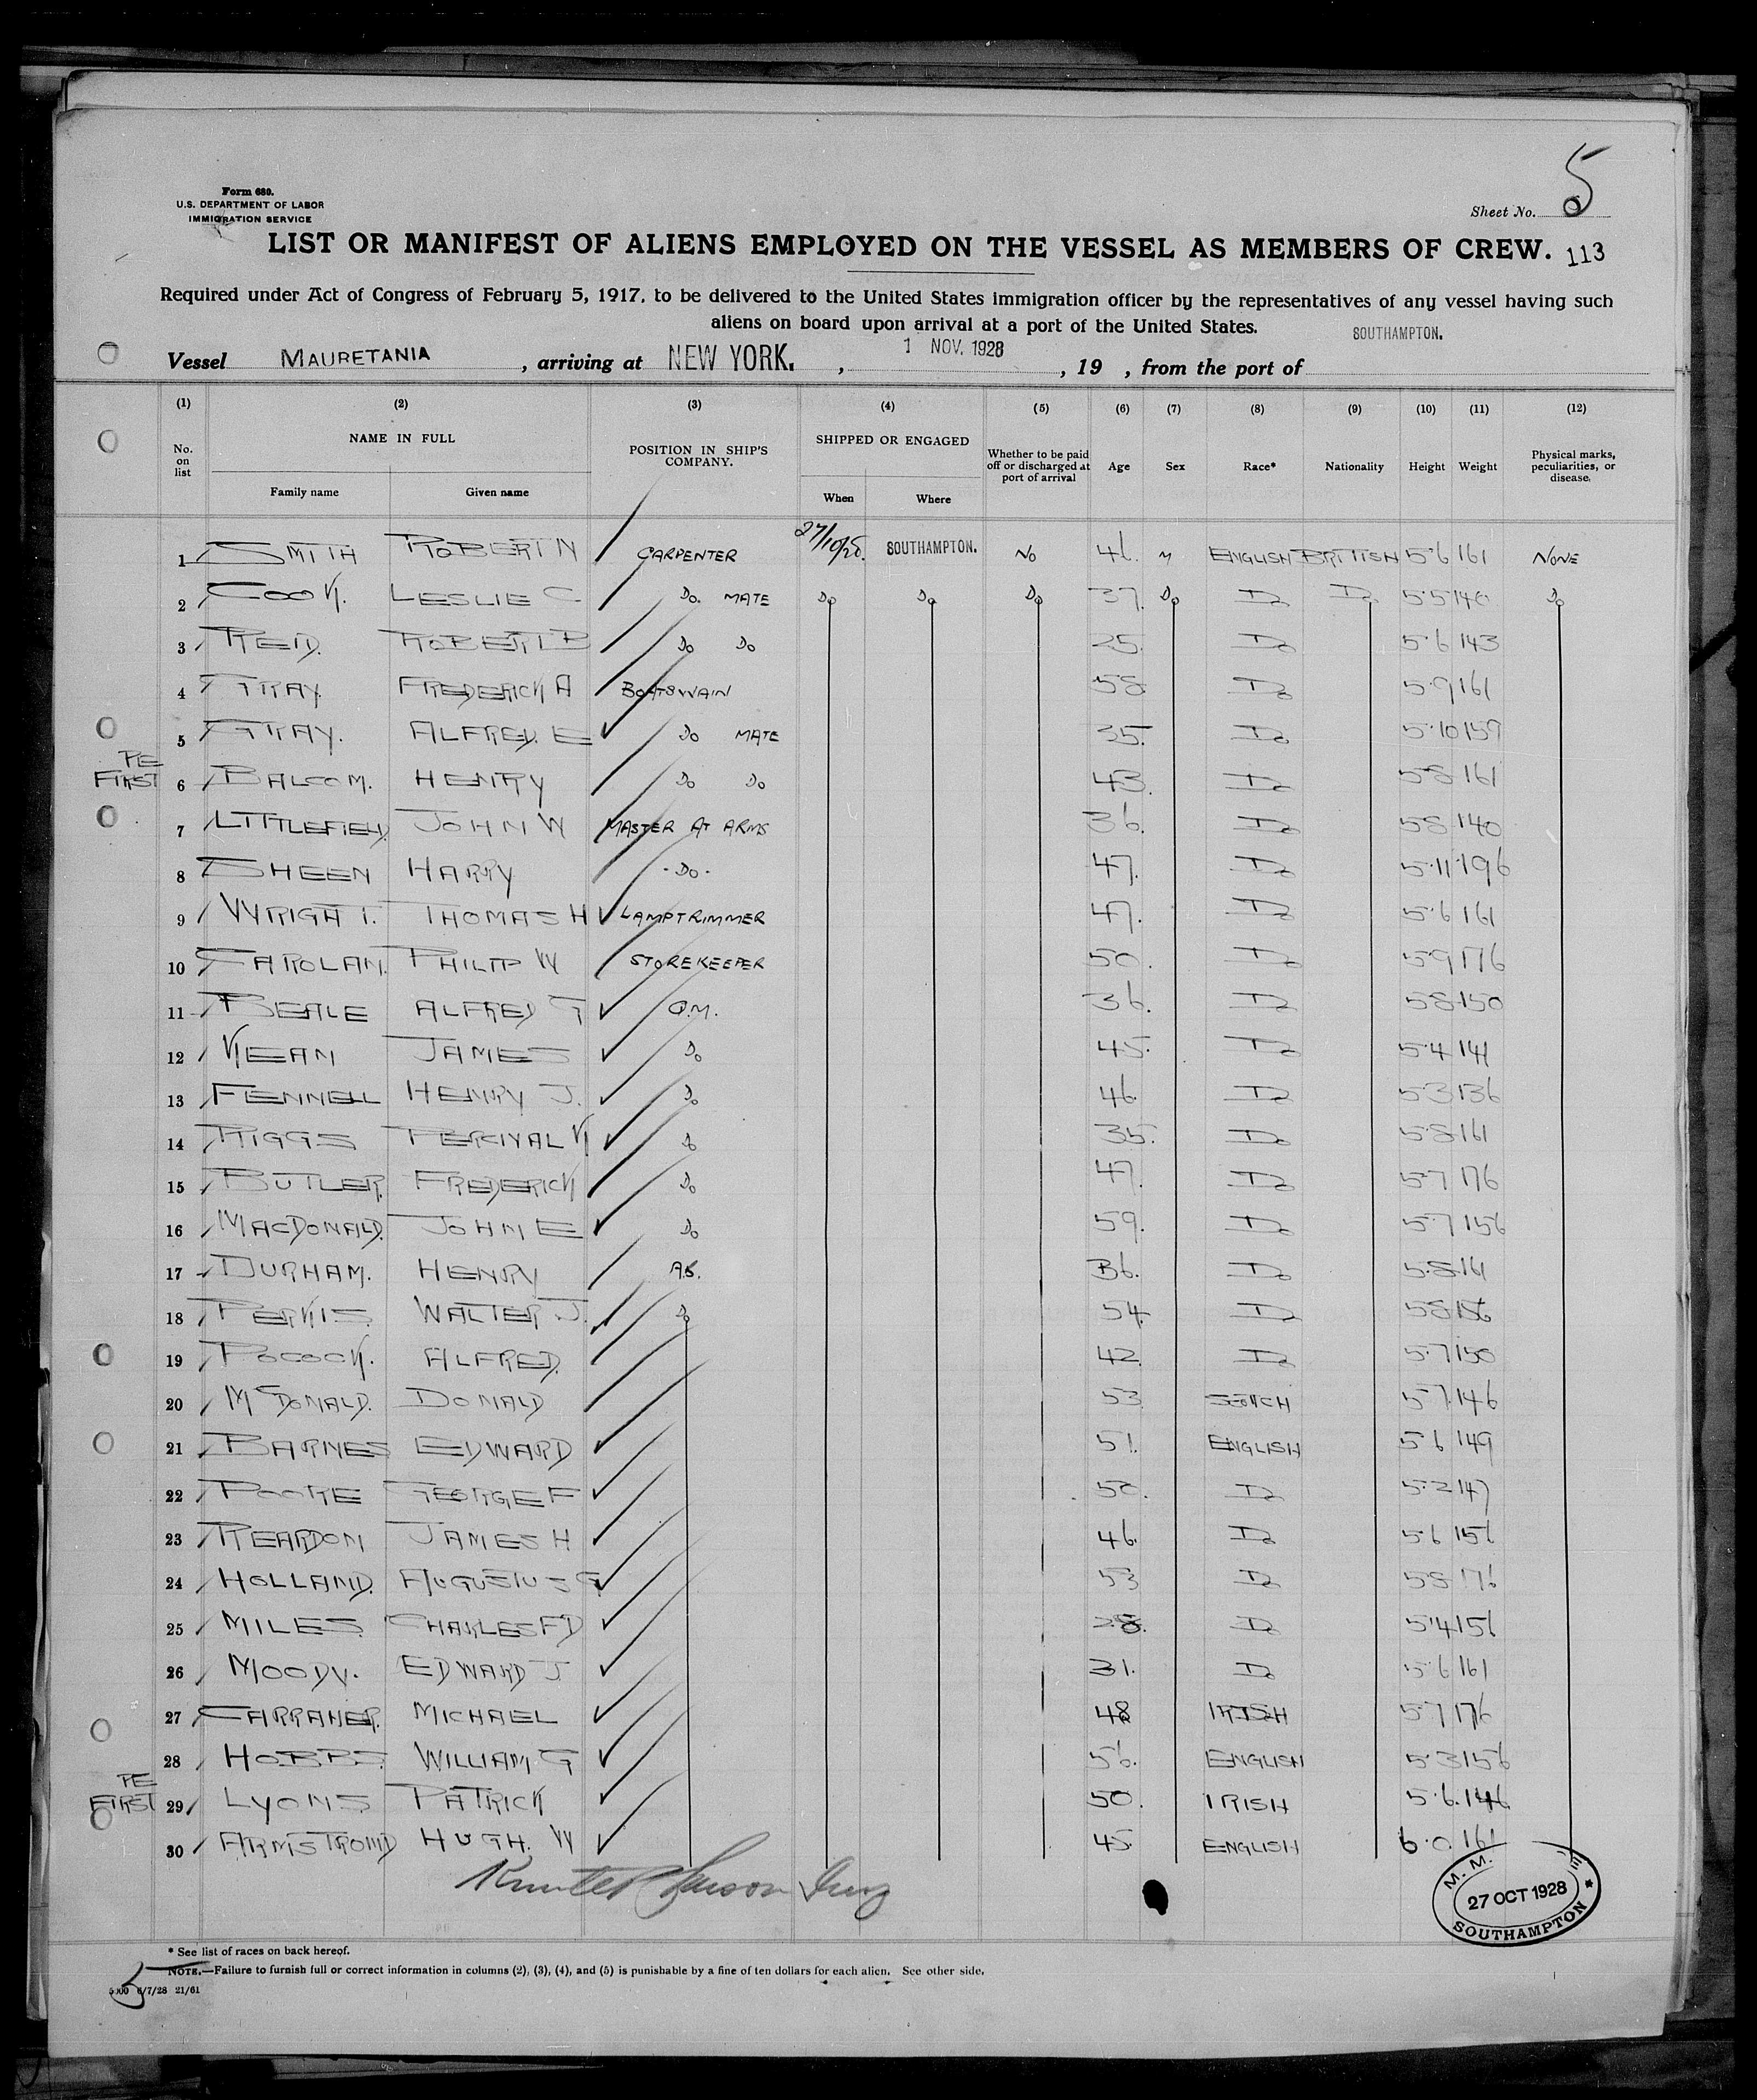 Form 689.
U.S. DEPARTMENT OF LABOR
IMMIGRATION SERVICE
Sheet No. 5
LIST OR MANIFEST OF ALIENS EMPLOYED ON THE VESSEL AS MEMBERS OF CREW. 113
Required under Act of Congress of February 5, 1917, to be delivered to the United States immigration officer by the representatives of any vessel having such
aliens on board upon arrival at a port of the United States.
SOUTHAMPTON.
Vessel MAURETANIA, arriving at NEW YORK., 1 NOV. 1928, 19 , from the port of
(1) (2) (3) (4) (5) (6) (7) (8) (9) (10) (11) (12)
No. on list NAME IN FULL Family name Given name POSITION IN SHIP'S COMPANY. SHIPPED OR ENGAGED When Where Whether to be paid off or discharged at port of arrival Age Sex Race* Nationality Height Weight Physical marks, peculiarities, or disease.
1 SMITH ROBERT N CARPENTER 27/10/28. SOUTHAMPTON. NO 46. M ENGLISH BRITISH 5·6 161 NONE
2 COOK. LESLIE C Do. MATE Do Do Do 37. Do Do Do 5·5 140 Do
3 REID. ROBERT B Do Do 25. Do 5·6 143
4 GRAY. FREDERICK A BOATSWAIN 58 Do 5·9 161
5 GRAY. ALFRED. E Do MATE 35. Do 5·10 159
PE FIRST 6 BALCOM. HENRY Do Do 43. Do 5·8 161
7 LITTLEFIELD. JOHN W MASTER AT ARMS 36. Do 5·8 140
8 SHEEN HARRY - Do - 47. Do 5·11 196
9 WRIGHT. THOMAS H LAMPTRIMMER 47. Do 5·6 161
10 CAROLAN. PHILIP W STOREKEEPER 50. Do 5·9 176
11 BEALE ALFRED G Q.M. 36. Do 5·8 150
12 KEAN JAMES Do 45. Do 5·4 141
13 FENNELL HENRY J. Do 46. Do 5·3 136
14 RIGGS PERCIVAL K Do 35. Do 5·8 161
15 BUTLER. FREDERICK Do 47. Do 5·7 176
16 MACDONALD. JOHN E Do 59. Do 5·7 156
17 DURHAM. HENRY A.B. 36. Do 5·8 161
18 PERKIS. WALTER J. Do 54. Do 5·8 156
19 POCOCK. ALFRED. 42. Do 5·7 150
20 McDONALD. DONALD 53. SCOTCH 5·7 146
21 BARNES EDWARD 51. ENGLISH 5·6 149
22 POORE GEORGE F 50. Do 5·2 147
23 REARDON JAMES H 46. Do 5·6 156
24 HOLLAND. AUGUSTUS G 53 Do 5·8 176
25 MILES. CHARLES F D 28. Do 5·4 156
26 MOODY. EDWARD J 31. Do 5·6 161
27 CARRAHER. MICHAEL 48 IRISH 5·7 176
28 HOBBS. WILLIAM. G 56. ENGLISH 5·3 156
PE FIRST 29 LYONS PATRICK 50. IRISH 5·6. 146
30 ARMSTRONG HUGH. W 45. ENGLISH 6·0. 161
M. M.
27 OCT 1928
SOUTHAMPTON
* See list of races on back hereof.
NOTE.—Failure to furnish full or correct information in columns (2), (3), (4), and (5) is punishable by a fine of ten dollars for each alien. See other side.
5
5000 6/7/28 21/61